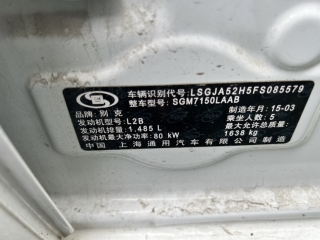 车辆识别代号: LSGJA52H5FS085579
整车型号: SGM7150LAAB
品牌: 别克
制造年月: 15-03
发动机型号: L2B
乘坐人数: 5
发动机排量: 1.485 L
最大允许总质量:
发动机最大净功率: 80 kW
1638 kg
中国 上海通用汽车有限公司制造